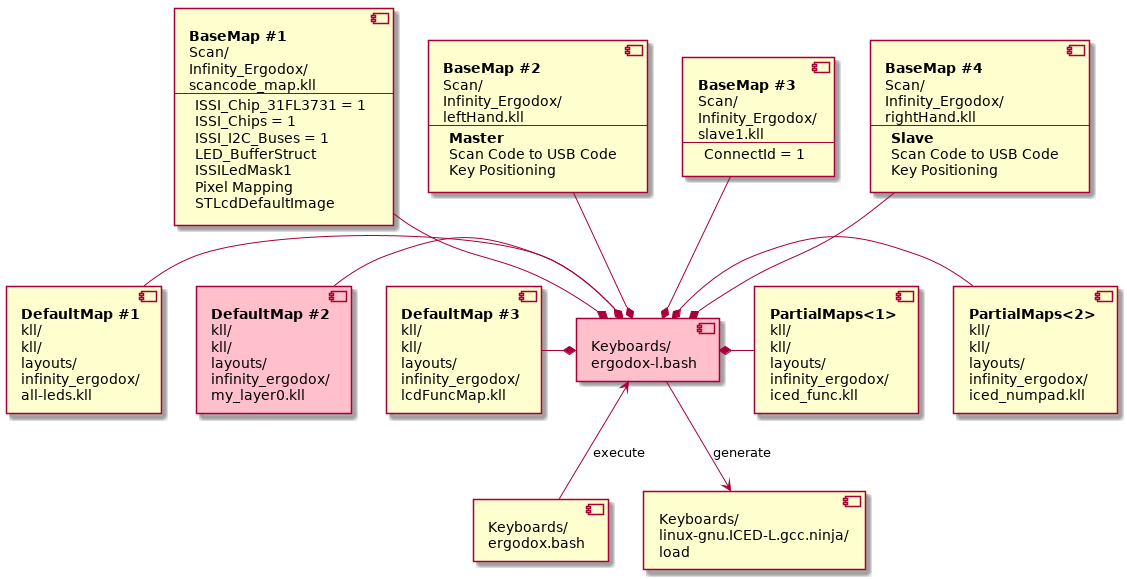 BaseMap #1
Scan/
Infinity_Ergodox/
scancode_map.kll
ISSI_Chip_31FL3731 = 1
ISSI_Chips = 1
ISSI_I2C_Buses = 1
LED_BufferStruct
ISSILedMask1
Pixel Mapping
STLcdDefaultImage
BaseMap #2
Scan/
Infinity_Ergodox/
leftHand.kll
Master
Scan Code to USB Code
Key Positioning
BaseMap #3
Scan/
Infinity_Ergodox/
slave1.kll
ConnectId = 1
BaseMap #4
Scan/
Infinity_Ergodox/
rightHand.kll
Slave
Scan Code to USB Code
Key Positioning
DefaultMap #1
kll/
kll/
layouts/
infinity_ergodox/
all-leds.kll
DefaultMap #2
kll/
kll/
layouts/
infinity_ergodox/
my_layer0.kll
DefaultMap #3
kll/
kll/
layouts/
infinity_ergodox/
lcdFuncMap.kll
Keyboards/
ergodox-l.bash
PartialMaps<1>
kll/
kll/
layouts/
infinity_ergodox/
iced_func.kll
PartialMaps<2>
kll/
kll/
layouts/
infinity_ergodox/
iced_numpad.kll
execute
generate
Keyboards/
ergodox.bash
Keyboards/
linux-gnu.ICED-L.gcc.ninja/
load